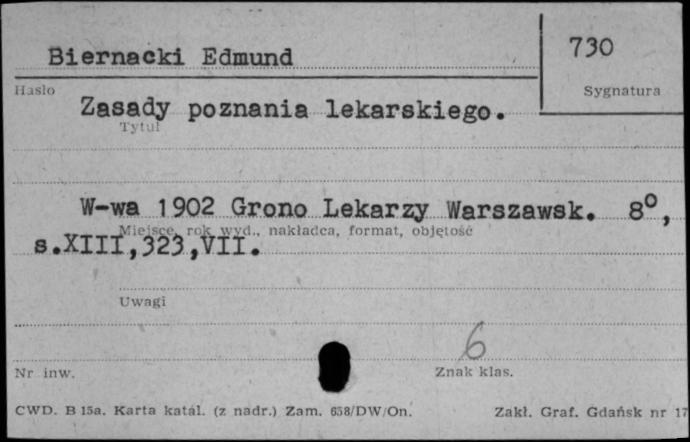 Biernacki Edmund
730
Hasło
Sygnatura
Zasady poznania lekarskiego.
Tytuł
W-wa 1902 Grono Lekarzy Warszawsk. 8°,
Miejsce, rok wyd., nakładca, format, objętość
s.XIII,323,VII.
Uwagi
6
Nr inw.
Znak klas.
CWD. B 15a. Karta katal. (z nadr.) Zam. 658/DW/On. Zakł. Graf. Gdańsk nr 17